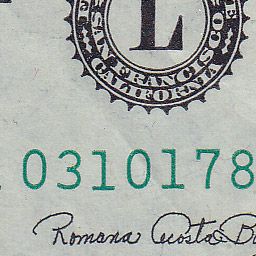 L
SAN FRANCISCO
CALIFORNIA
0310178
Romana Acosta B